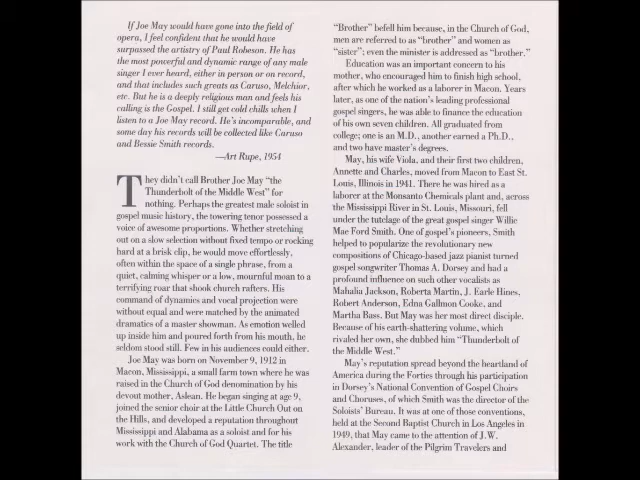 If Joe May would have gone into the field of
opera, I feel confident that he would have
surpassed the artistry of Paul Robeson. He has
the most powerful and dynamic range of any male
singer I ever heard, either in person or on record,
and that includes such greats as Caruso, Melchior,
etc. But he is a deeply religious man and feels his
calling is the Gospel. I still get cold chills when I
listen to a Joe May record. He's incomparable, and
some day his records will be collected like Caruso
and Bessie Smith records.
—Art Rupe, 1954
They didn't call Brother Joe May "the
Thunderbolt of the Middle West" for
nothing. Perhaps the greatest male soloist in
gospel music history, the towering tenor possessed a
voice of awesome proportions. Whether stretching
out on a slow selection without fixed tempo or rocking
hard at a brisk clip, he would move effortlessly,
often within the space of a single phrase, from a
quiet, calming whisper or a low, mournful moan to a
terrifying roar that shook church rafters. His
command of dynamics and vocal projection were
without equal and were matched by the animated
dramatics of a master showman. As emotion welled
up inside him and poured forth from his mouth, he
seldom stood still. Few in his audiences could either.
Joe May was born on November 9, 1912 in
Macon, Mississippi, a small farm town where he was
raised in the Church of God denomination by his
devout mother, Aslean. He began singing at age 9,
joined the senior choir at the Little Church Out on
the Hills, and developed a reputation throughout
Mississippi and Alabama as a soloist and for his
work with the Church of God Quartet. The title
"Brother" befell him because, in the Church of God,
men are referred to as "brother" and women as
"sister"; even the minister is addressed as "brother."
Education was an important concern to his
mother, who encouraged him to finish high school,
after which he worked as a laborer in Macon. Years
later, as one of the nation's leading professional
gospel singers, he was able to finance the education
of his own seven children. All graduated from
college; one is an M.D., another earned a Ph.D.,
and two have master's degrees.
May, his wife Viola, and their first two children,
Annette and Charles, moved from Macon to East St.
Louis, Illinois in 1941. There he was hired as a
laborer at the Monsanto Chemicals plant and, across
the Mississippi River in St. Louis, Missouri, fell
under the tutelage of the great gospel singer Willie
Mae Ford Smith. One of gospel's pioneers, Smith
helped to popularize the revolutionary new
compositions of Chicago-based jazz pianist turned
gospel songwriter Thomas A. Dorsey and had a
profound influence on such other vocalists as
Mahalia Jackson, Roberta Martin, J. Earle Hines,
Robert Anderson, Edna Gallmon Cooke, and
Martha Bass. But May was her most direct disciple.
Because of his earth-shattering volume, which
rivaled her own, she dubbed him "Thunderbolt of
the Middle West."
May's reputation spread beyond the heartland of
America during the Forties through his participation
in Dorsey's National Convention of Gospel Choirs
and Choruses, of which Smith was the director of the
Soloists' Bureau. It was at one of those conventions,
held at the Second Baptist Church in Los Angeles in
1949, that May came to the attention of J.W.
Alexander, leader of the Pilgrim Travelers and